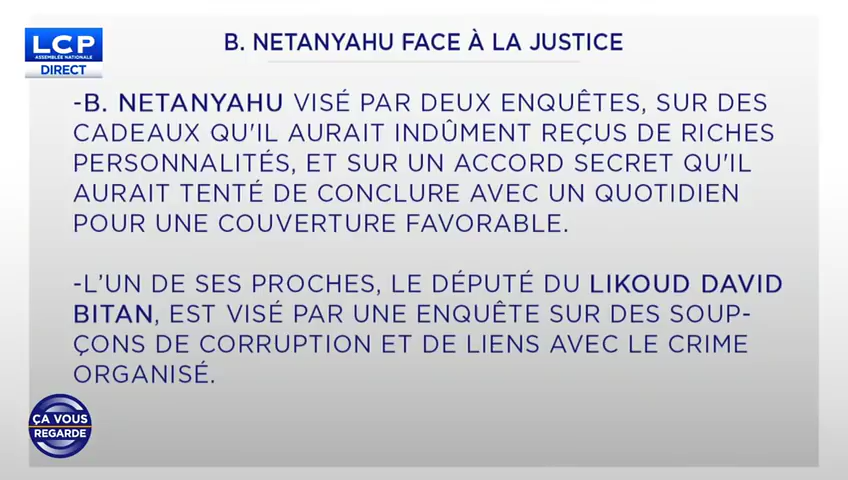 LCP
ASSEMBLÉE NATIONALE
DIRECT
B. NETANYAHU FACE À LA JUSTICE
-B. NETANYAHU VISÉ PAR DEUX ENQUÊTES, SUR DES
CADEAUX QU'IL AURAIT INDÛMENT REÇUS DE RICHES
PERSONNALITÉS, ET SUR UN ACCORD SECRET QU'IL
AURAIT TENTÉ DE CONCLURE AVEC UN QUOTIDIEN
POUR UNE COUVERTURE FAVORABLE.
-L’UN DE SES PROCHES, LE DÉPUTÉ DU LIKOUD DAVID
BITAN, EST VISÉ PAR UNE ENQUÊTE SUR DES SOUP-
ÇONS DE CORRUPTION ET DE LIENS AVEC LE CRIME
ORGANISÉ.
ÇA VOUS
REGARDE